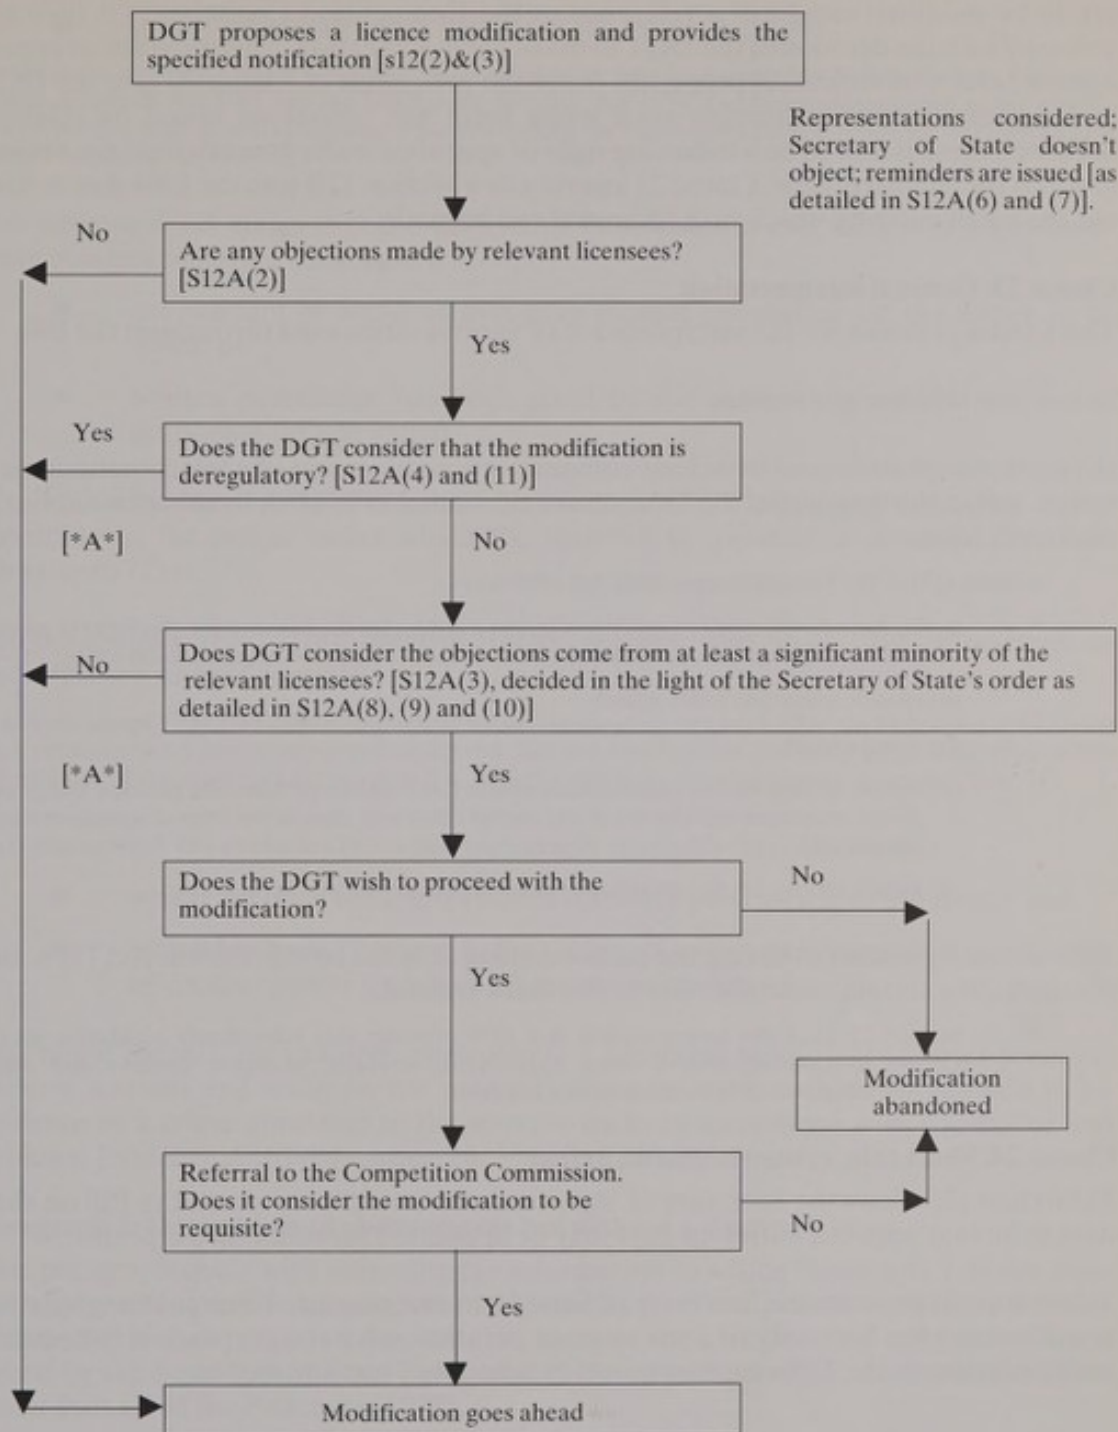 DGT proposes a licence modification and provides the
specified notification [s12(2)&(3)]
Representations considered;
Secretary of State doesn't
object; reminders are issued [as
detailed in S12A(6) and (7)].
No
Are any objections made by relevant licensees?
[S12A(2)]
Yes
Yes
Does the DGT consider that the modification is
deregulatory? [S12A(4) and (11)]
[*A*]
No
No
Does DGT consider the objections come from at least a significant minority of the
relevant licensees? [S12A(3), decided in the light of the Secretary of State's order as
detailed in S12A(8), (9) and (10)]
[*A*]
Yes
Does the DGT wish to proceed with the
modification?
No
Yes
Modification
abandoned
Referral to the Competition Commission.
Does it consider the modification to be
requisite?
No
Yes
Modification goes ahead